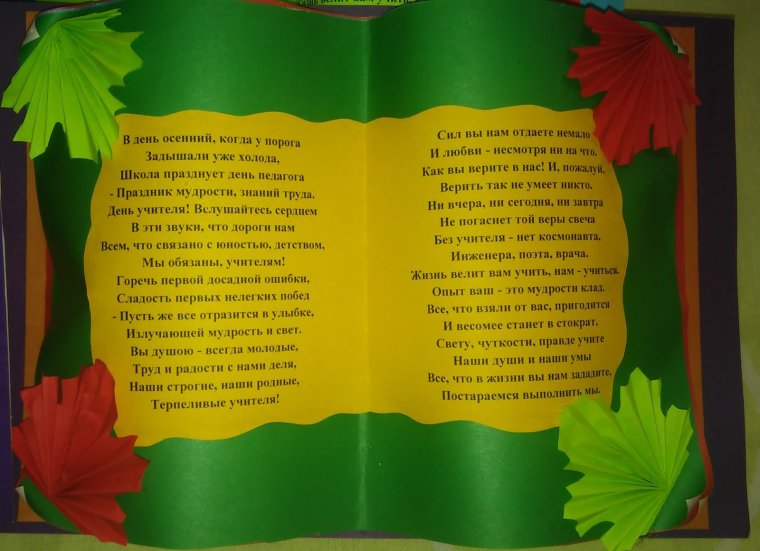 В день осенний, когда у порога
Задышали уже холода,
Школа празднует день педагога
- Праздник мудрости, знаний труда.
День учителя! Вслушайтесь сердцем
В эти звуки, что дороги нам
Всем, что связано с юностью, детством,
Мы обязаны, учителям!
Горечь первой досадной ошибки,
Сладость первых нелегких побед
- Пусть же все отразится в улыбке,
Излучающей мудрость и свет.
Вы душою - всегда молодые,
Труд и радости с нами деля,
Наши строгие, наши родные,
Терпеливые учителя!
Сил вы нам отдаете немало
И любви - несмотря ни на что.
Как вы верите в нас! И, пожалуй,
Верить так не умеет никто.
Ни вчера, ни сегодня, ни завтра
Не погаснет той веры свеча
Без учителя - нет космонавта,
Инженера, поэта, врача.
Жизнь велит вам учить, нам - учиться.
Опыт ваш - это мудрости клад.
Все, что взяли от вас, пригодится
И весомее станет в стократ.
Свету, чуткости, правде учите
Наши души и наши умы
Все, что в жизни вы нам зададите,
Постараемся выполнить мы.